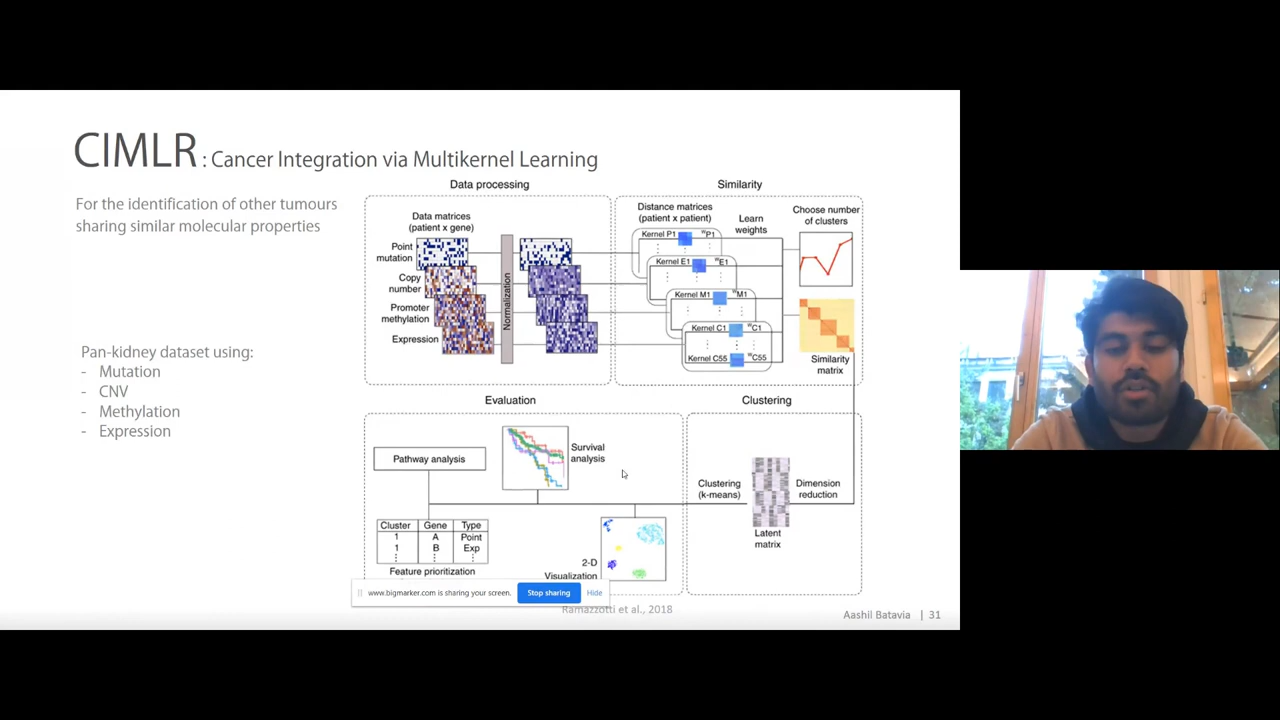 CIMLR : Cancer Integration via Multikernel Learning
For the identification of other tumours
sharing similar molecular properties
Pan-kidney dataset using:
- Mutation
- CNV
- Methylation
- Expression
Data processing
Data matrices
(patient x gene)
Point
mutation
Copy
number
Promoter
methylation
Expression
Normalization
Similarity
Distance matrices
(patient x patient)
Learn
weights
Choose number
of clusters
Kernel P1 wP1
Kernel E1 wE1
Kernel M1 wM1
Kernel C1 wC1
Kernel C55 wC55
Similarity
matrix
Evaluation
Pathway analysis
Survival
analysis
Cluster Gene Type
1 A Point
1 B Exp
Feature prioritization
2-D
Visualization
Clustering
Clustering
(k-means)
Dimension
reduction
Latent
matrix
www.bigmarker.com is sharing your screen. Stop sharing Hide
Ramazzotti et al., 2018
Aashil Batavia | 31